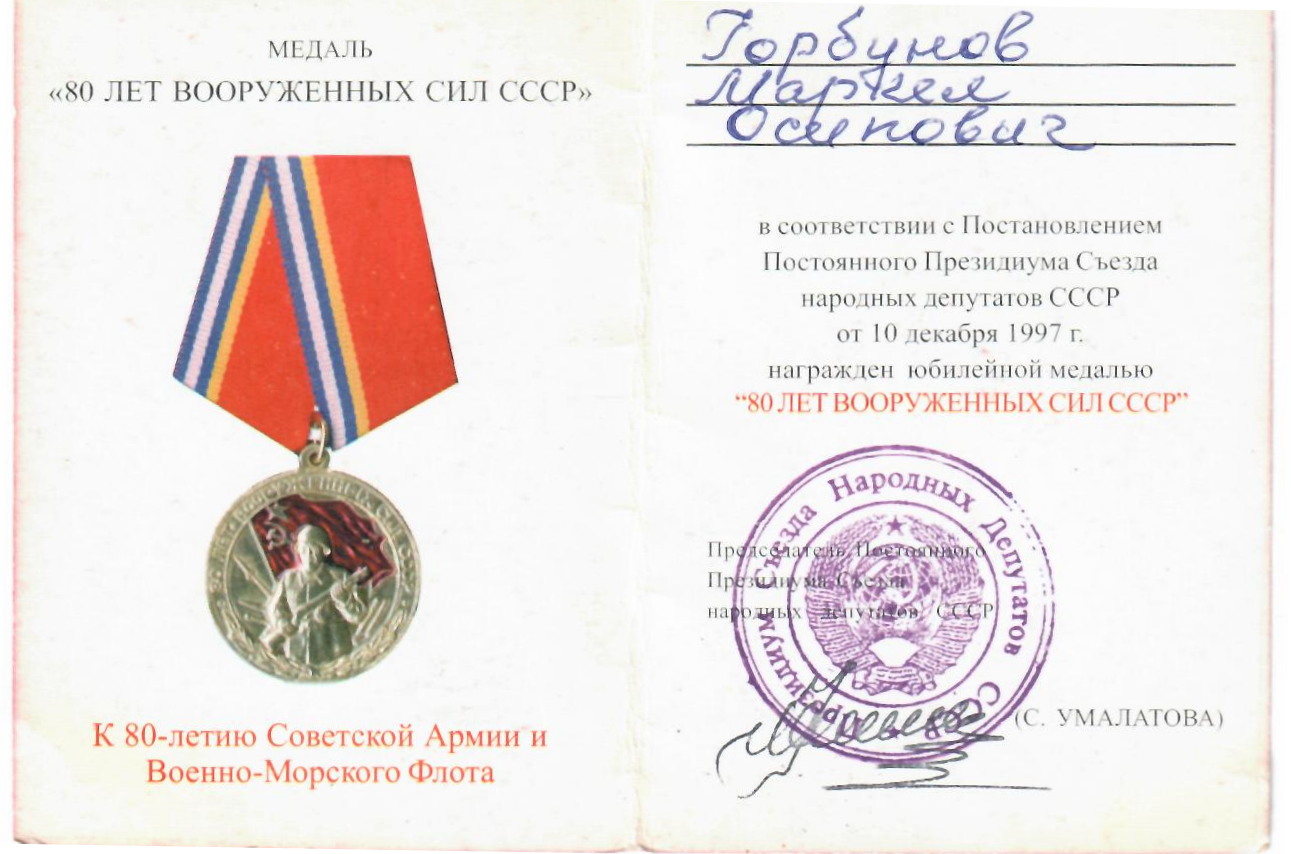 МЕДАЛЬ
«80 ЛЕТ ВООРУЖЕННЫХ СИЛ СССР»
К 80-летию Советской Армии и
Военно-Морского Флота
Горбунов
Маркел
Осипович
в соответствии с Постановлением
Постоянного Президиума Съезда
народных депутатов СССР
от 10 декабря 1997 г.
награжден юбилейной медалью
“80 ЛЕТ ВООРУЖЕННЫХ СИЛ СССР”
Председатель Постоянного
Президиума Съезда
народных депутатов СССР
(С. УМАЛАТОВА)
Президиум Съезда Народных Депутатов СССР